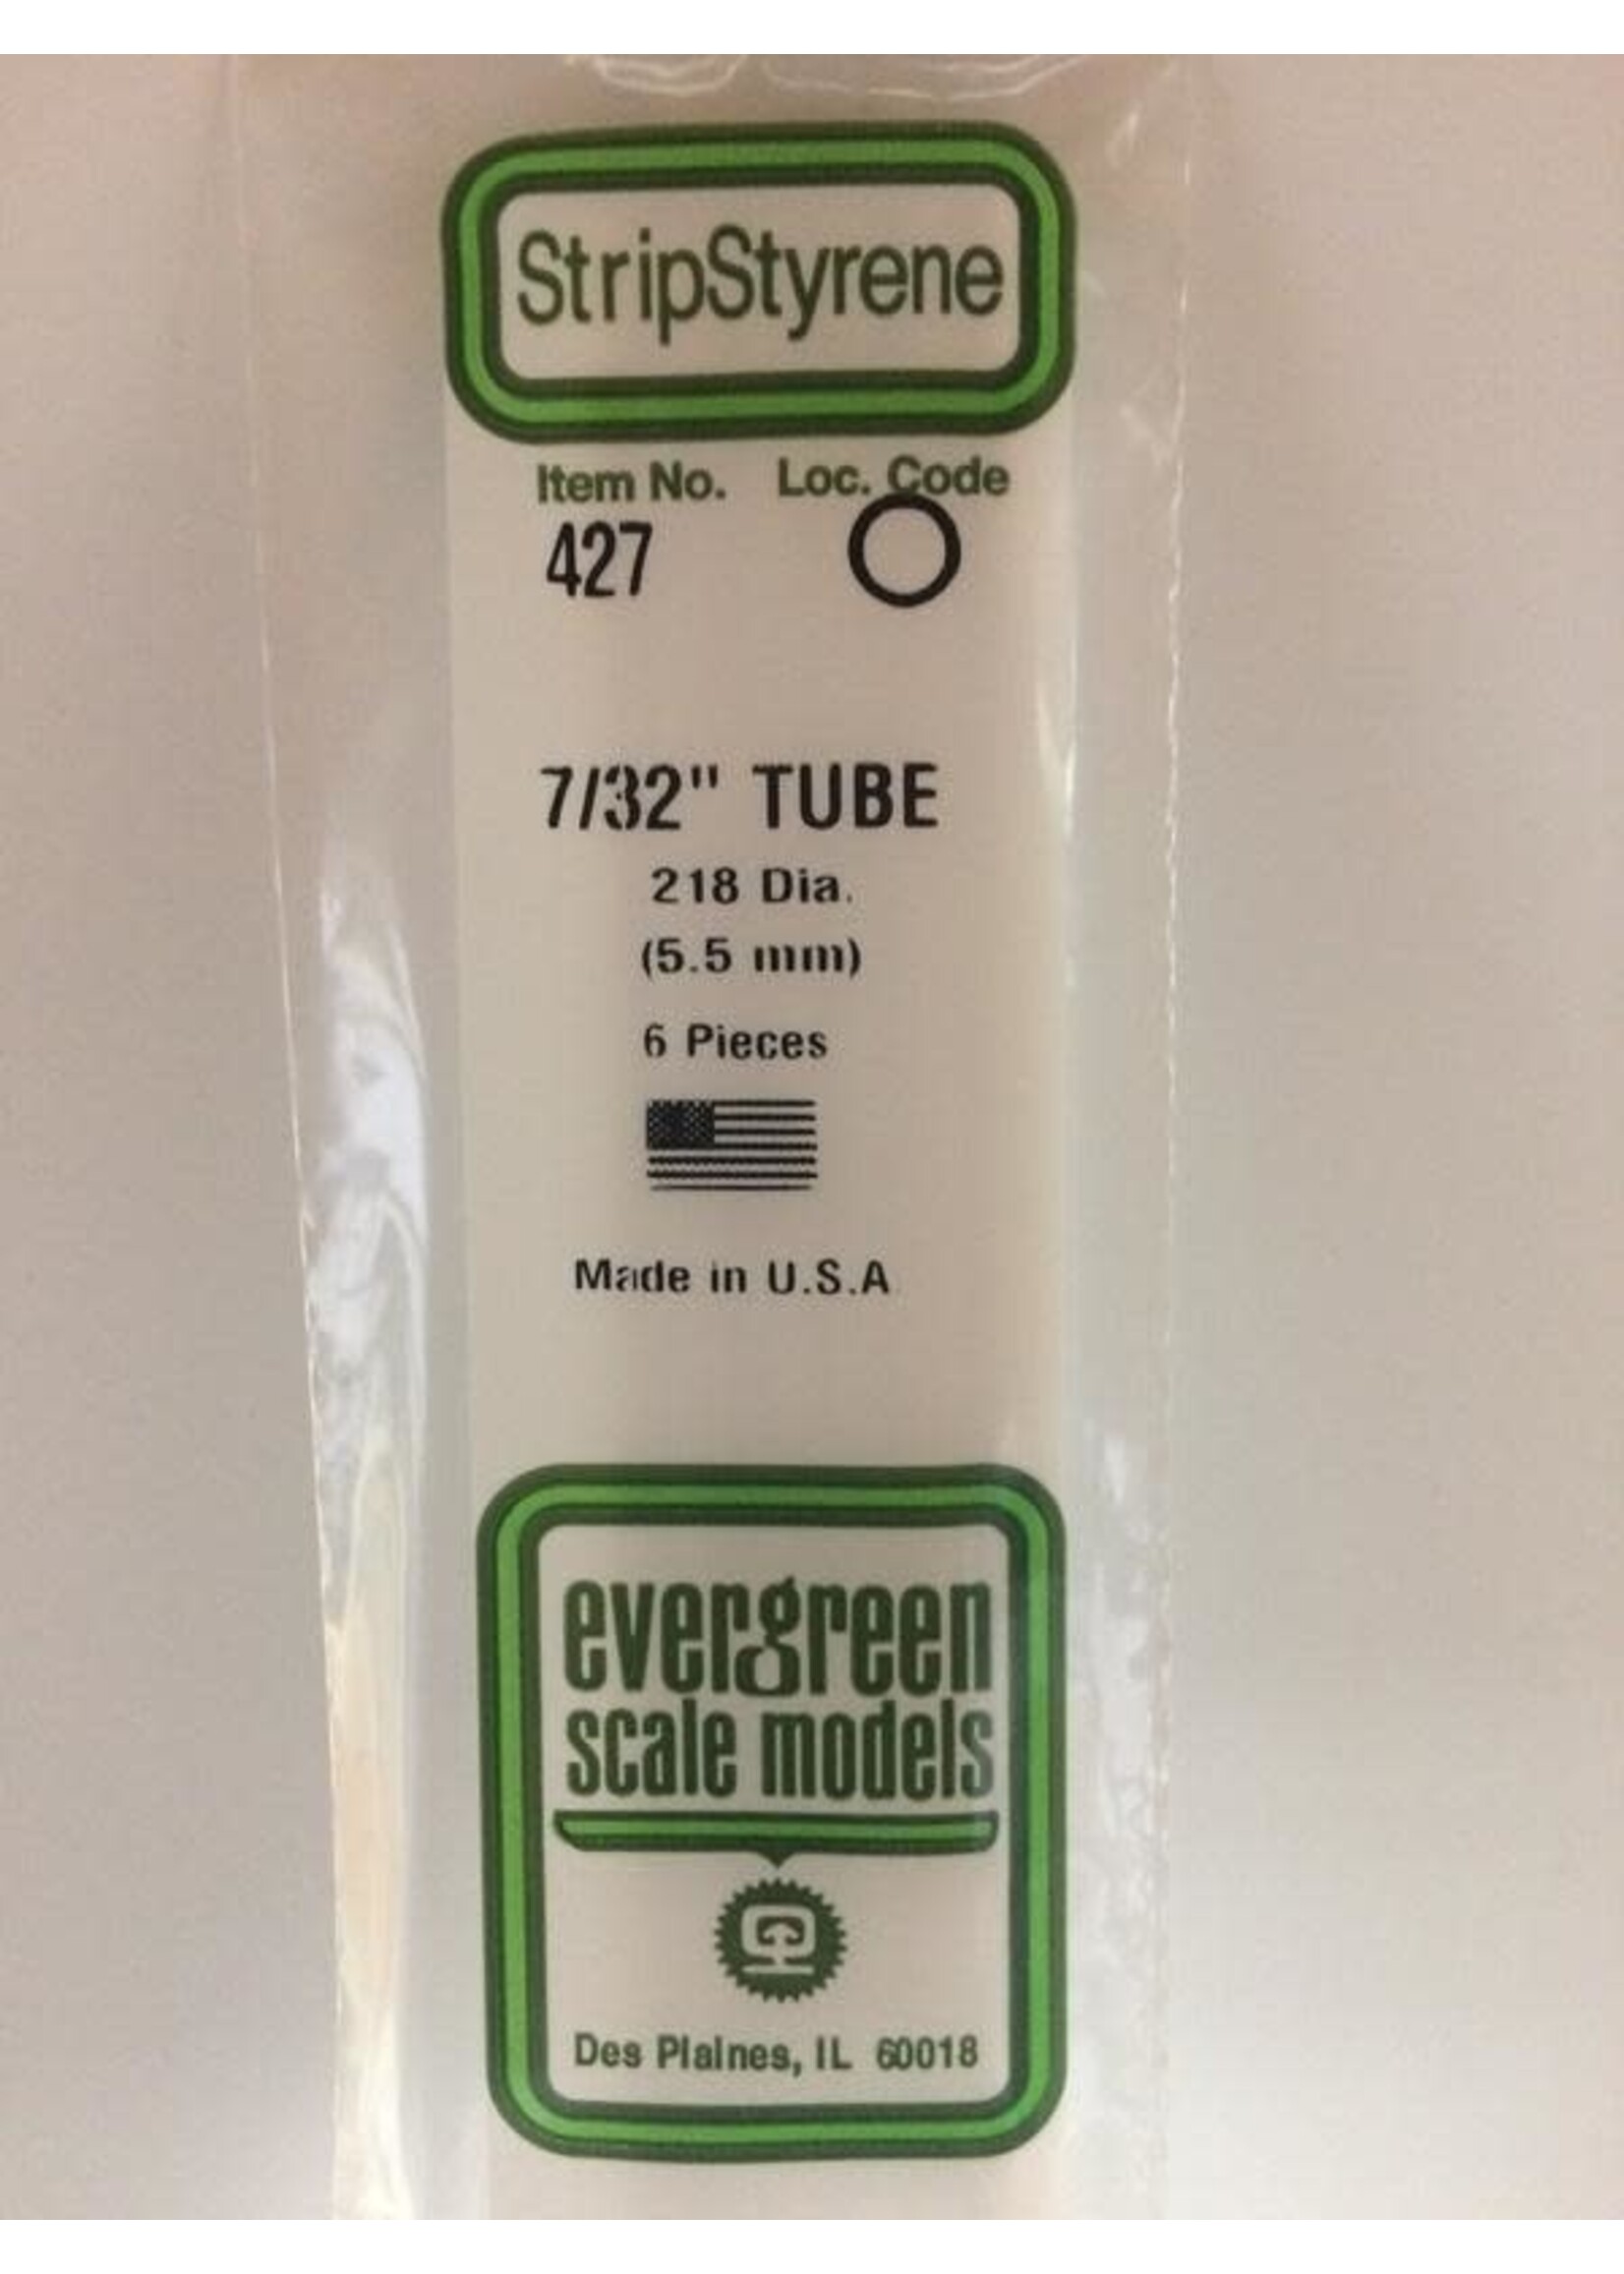 StripStyrene
Item No. Loc. Code
427
7/32" TUBE
218 Dia.
(5.5 mm)
6 Pieces
Made in U.S.A
evergreen
scale models
Des Plaines, IL 60018